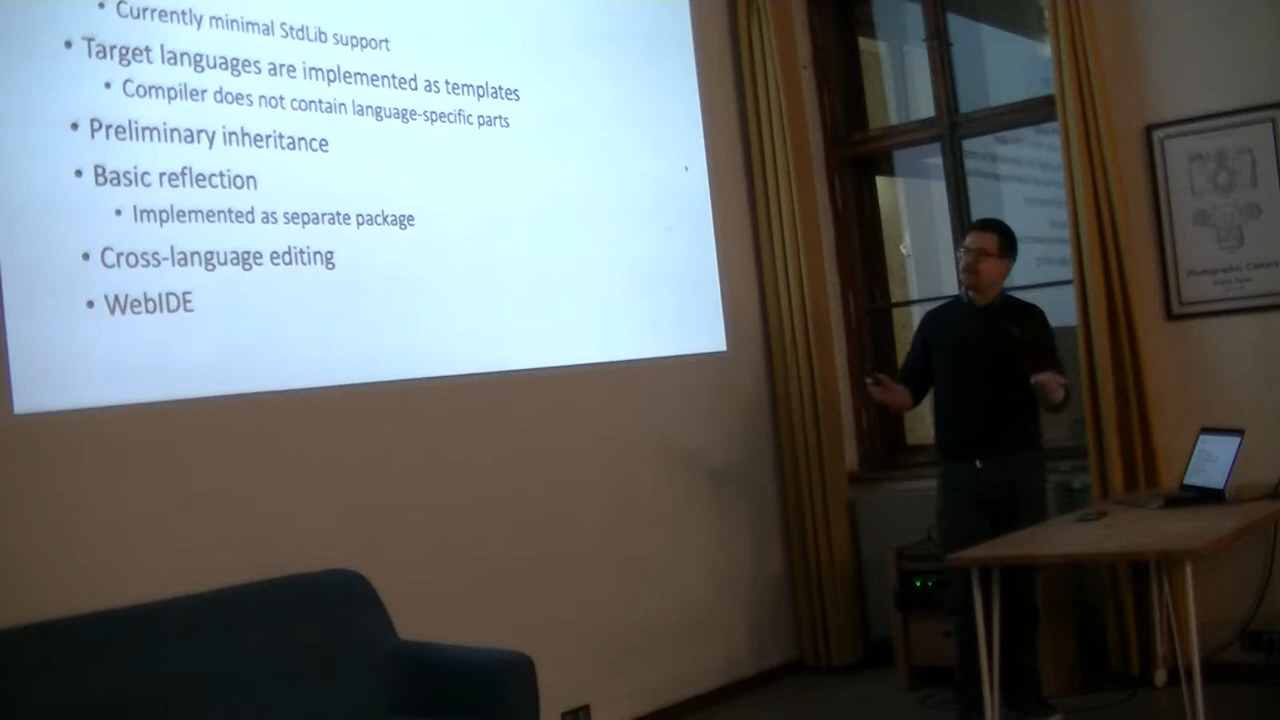 • Currently minimal StdLib support
• Target languages are implemented as templates
• Compiler does not contain language-specific parts
• Preliminary inheritance
• Basic reflection
• Implemented as separate package
• Cross-language editing
• WebIDE
Photographic Camera